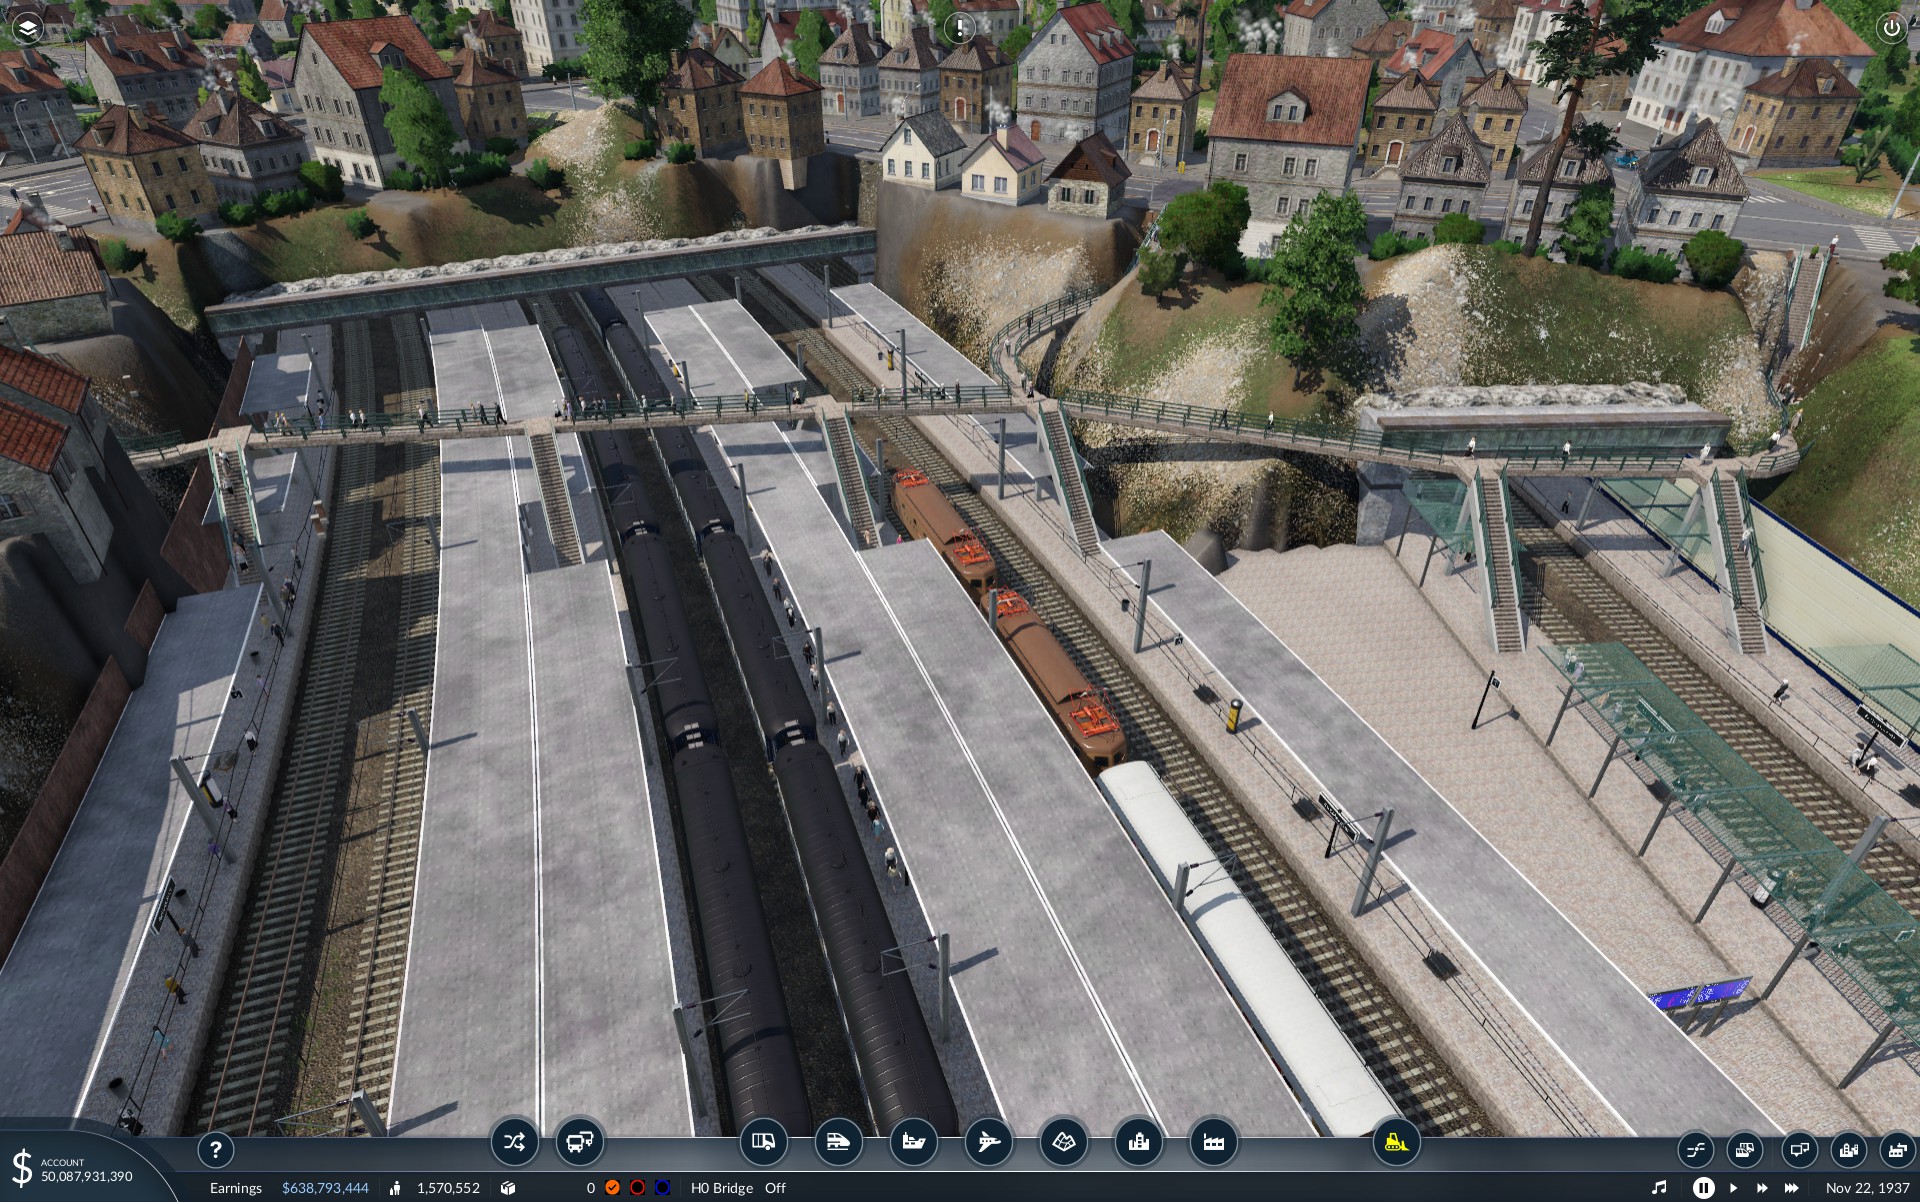 ?
$ ACCOUNT
50,087,931,390
Earnings $638,793,444 1,570,552 0 H0 Bridge Off Nov 22, 1937